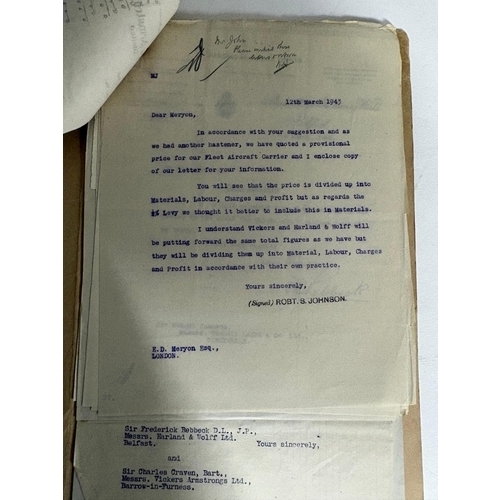 Mr John
Please
return
MJ
12th March 1943
Dear Meryon,
In accordance with your suggestion and as
we had another hastener, we have quoted a provisional
price for our Fleet Aircraft Carrier and I enclose copy
of our letter for your information.
You will see that the price is divided up into
Materials, Labour, Charges and Profit but as regards the
Levy we thought it better to include this in Materials.
I understand Vickers and Harland & Wolff will
be putting forward the same total figures as we have but
they will be dividing them up into Material, Labour, Charges
and Profit in accordance with their own practice.
Yours sincerely,
(Signed) ROBT. S. JOHNSON.
E.D. Meryon Esq.,
LONDON.
Sir Frederick Rebbeck D.L., J.P.,
Messrs. Harland & Wolff Ltd.
Belfast. Yours sincerely,
and
Sir Charles Craven, Bart.,
Messrs. Vickers Armstrongs Ltd.,
Barrow-in-Furness.